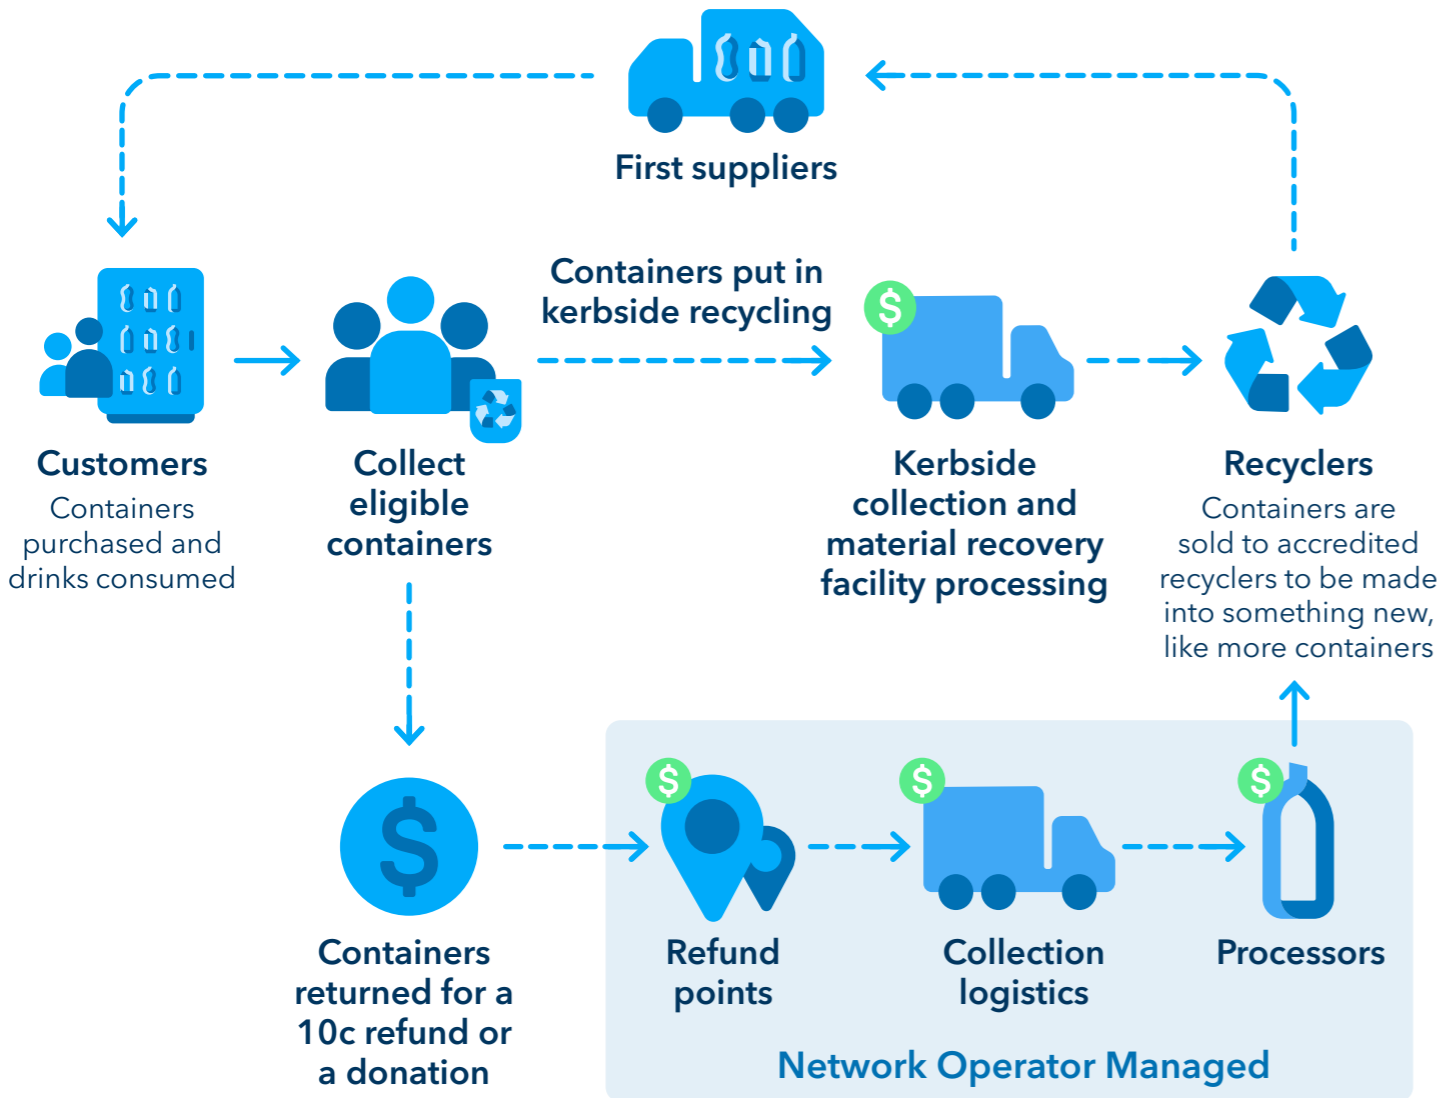 First suppliers
Containers put in
kerbside recycling
$
Customers
Containers
purchased and
drinks consumed
Collect
eligible
containers
Kerbside
collection and
material recovery
facility processing
Recyclers
Containers are
sold to accredited
recyclers to be made
into something new,
like more containers
$
$
$
$
Containers
returned for a
10c refund or
a donation
Refund
points
Collection
logistics
Processors
Network Operator Managed